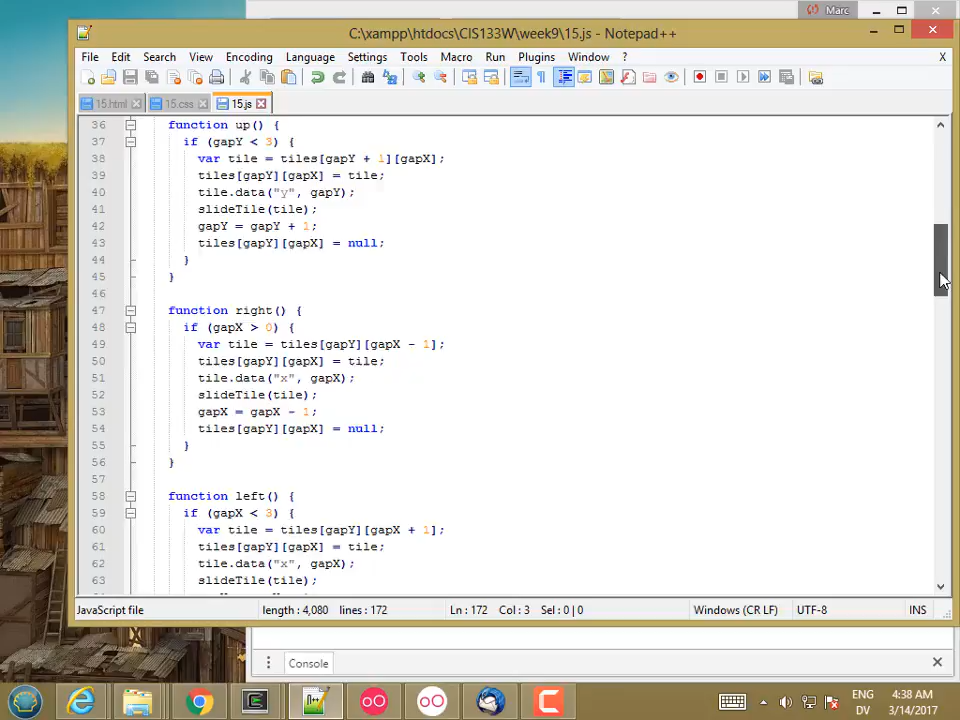 Marc
C:\xampp\htdocs\CIS133W\week9\15.js - Notepad++
File Edit Search View Encoding Language Settings Tools Macro Run Plugins Window ? X
15.html 15.css 15.js
36 function up() {
37 if (gapY < 3) {
38 var tile = tiles[gapY + 1][gapX];
39 tiles[gapY][gapX] = tile;
40 tile.data("y", gapY);
41 slideTile(tile);
42 gapY = gapY + 1;
43 tiles[gapY][gapX] = null;
44 }
45 }
46
47 function right() {
48 if (gapX > 0) {
49 var tile = tiles[gapY][gapX - 1];
50 tiles[gapY][gapX] = tile;
51 tile.data("x", gapX);
52 slideTile(tile);
53 gapX = gapX - 1;
54 tiles[gapY][gapX] = null;
55 }
56 }
57
58 function left() {
59 if (gapX < 3) {
60 var tile = tiles[gapY][gapX + 1];
61 tiles[gapY][gapX] = tile;
62 tile.data("x", gapX);
63 slideTile(tile);
JavaScript file length : 4,080 lines : 172 Ln : 172 Col : 3 Sel : 0 | 0 Windows (CR LF) UTF-8 INS
Console
ENG 4:38 AM
DV 3/14/2017